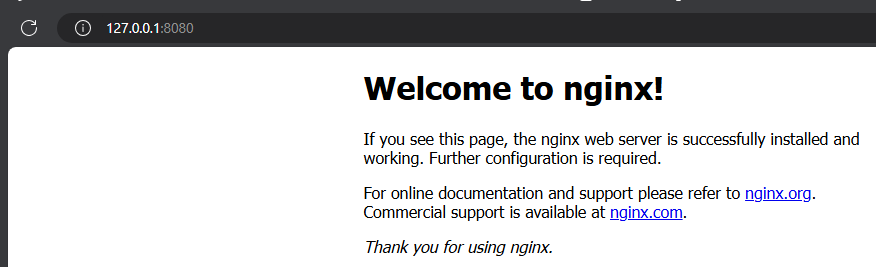 127.0.0.1:8080
Welcome to nginx!
If you see this page, the nginx web server is successfully installed and
working. Further configuration is required.
For online documentation and support please refer to nginx.org.
Commercial support is available at nginx.com.
Thank you for using nginx.